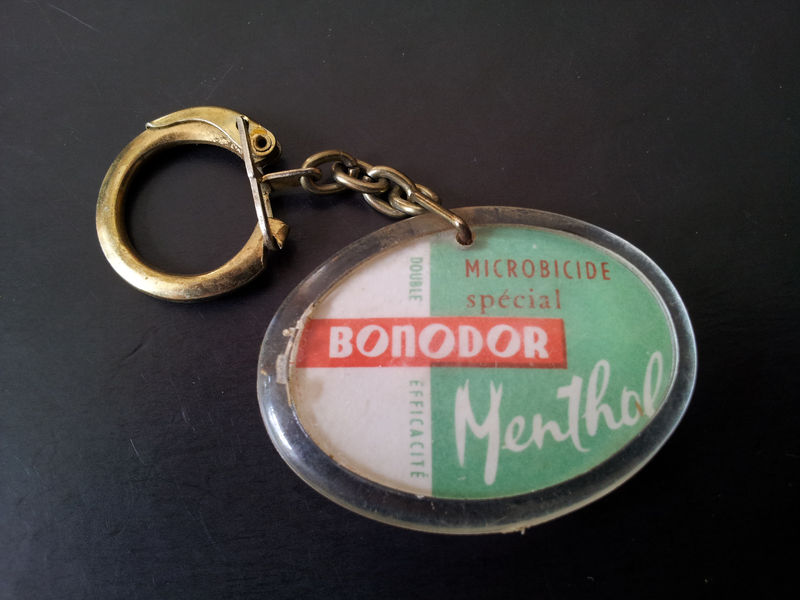 MICROBICIDE
spécial
BONODOR
Menthol
DOUBLE
EFFICACITÉ